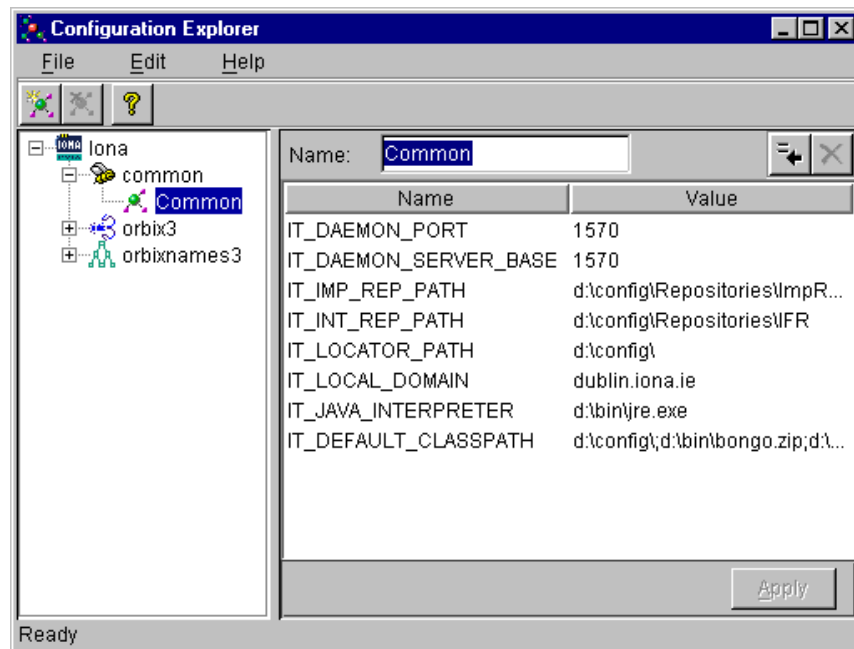 Configuration Explorer
File Edit Help
IONA Iona
common
Common
orbix3
orbixnames3
Name: Common
Name Value
IT_DAEMON_PORT 1570
IT_DAEMON_SERVER_BASE 1570
IT_IMP_REP_PATH d:\config\Repositories\ImpR...
IT_INT_REP_PATH d:\config\Repositories\IFR
IT_LOCATOR_PATH d:\config\
IT_LOCAL_DOMAIN dublin.iona.ie
IT_JAVA_INTERPRETER d:\bin\jre.exe
IT_DEFAULT_CLASSPATH d:\config\;d:\bin\bongo.zip;d:\...
Apply
Ready